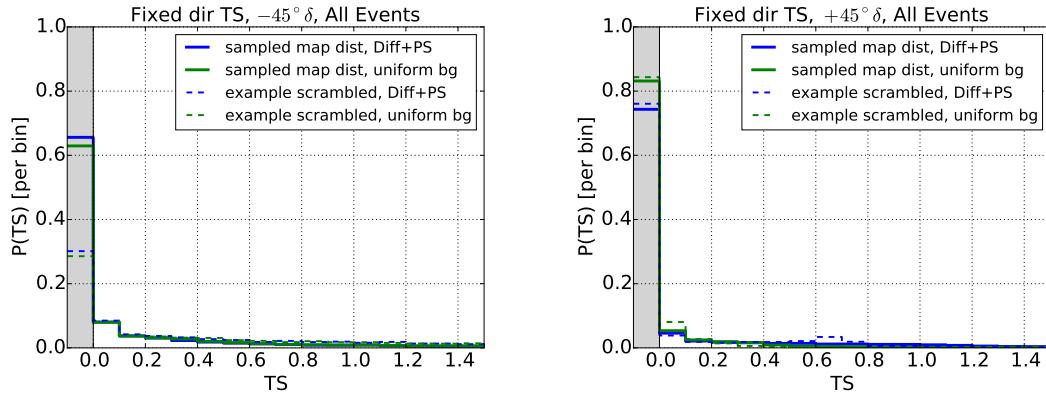 Fixed dir TS, −45° δ, All Events
sampled map dist, Diff+PS
sampled map dist, uniform bg
example scrambled, Diff+PS
example scrambled, uniform bg
P(TS) [per bin]
1.0
0.8
0.6
0.4
0.2
0.0
0.0 0.2 0.4 0.6 0.8 1.0 1.2 1.4
TS
Fixed dir TS, +45° δ, All Events
sampled map dist, Diff+PS
sampled map dist, uniform bg
example scrambled, Diff+PS
example scrambled, uniform bg
P(TS) [per bin]
1.0
0.8
0.6
0.4
0.2
0.0
0.0 0.2 0.4 0.6 0.8 1.0 1.2 1.4
TS